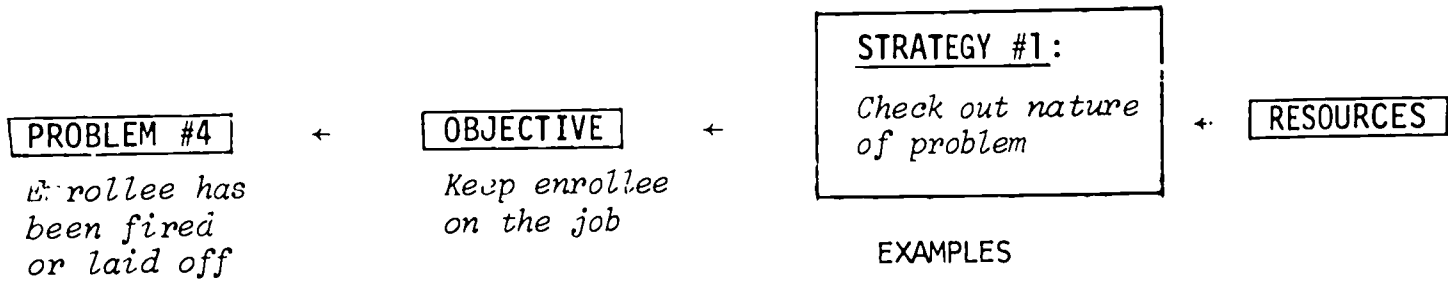 STRATEGY #1:
Check out nature
of problem
PROBLEM #4 ← OBJECTIVE ← ← RESOURCES
Enrollee has
been fired
or laid off
Keep enrollee
on the job
EXAMPLES